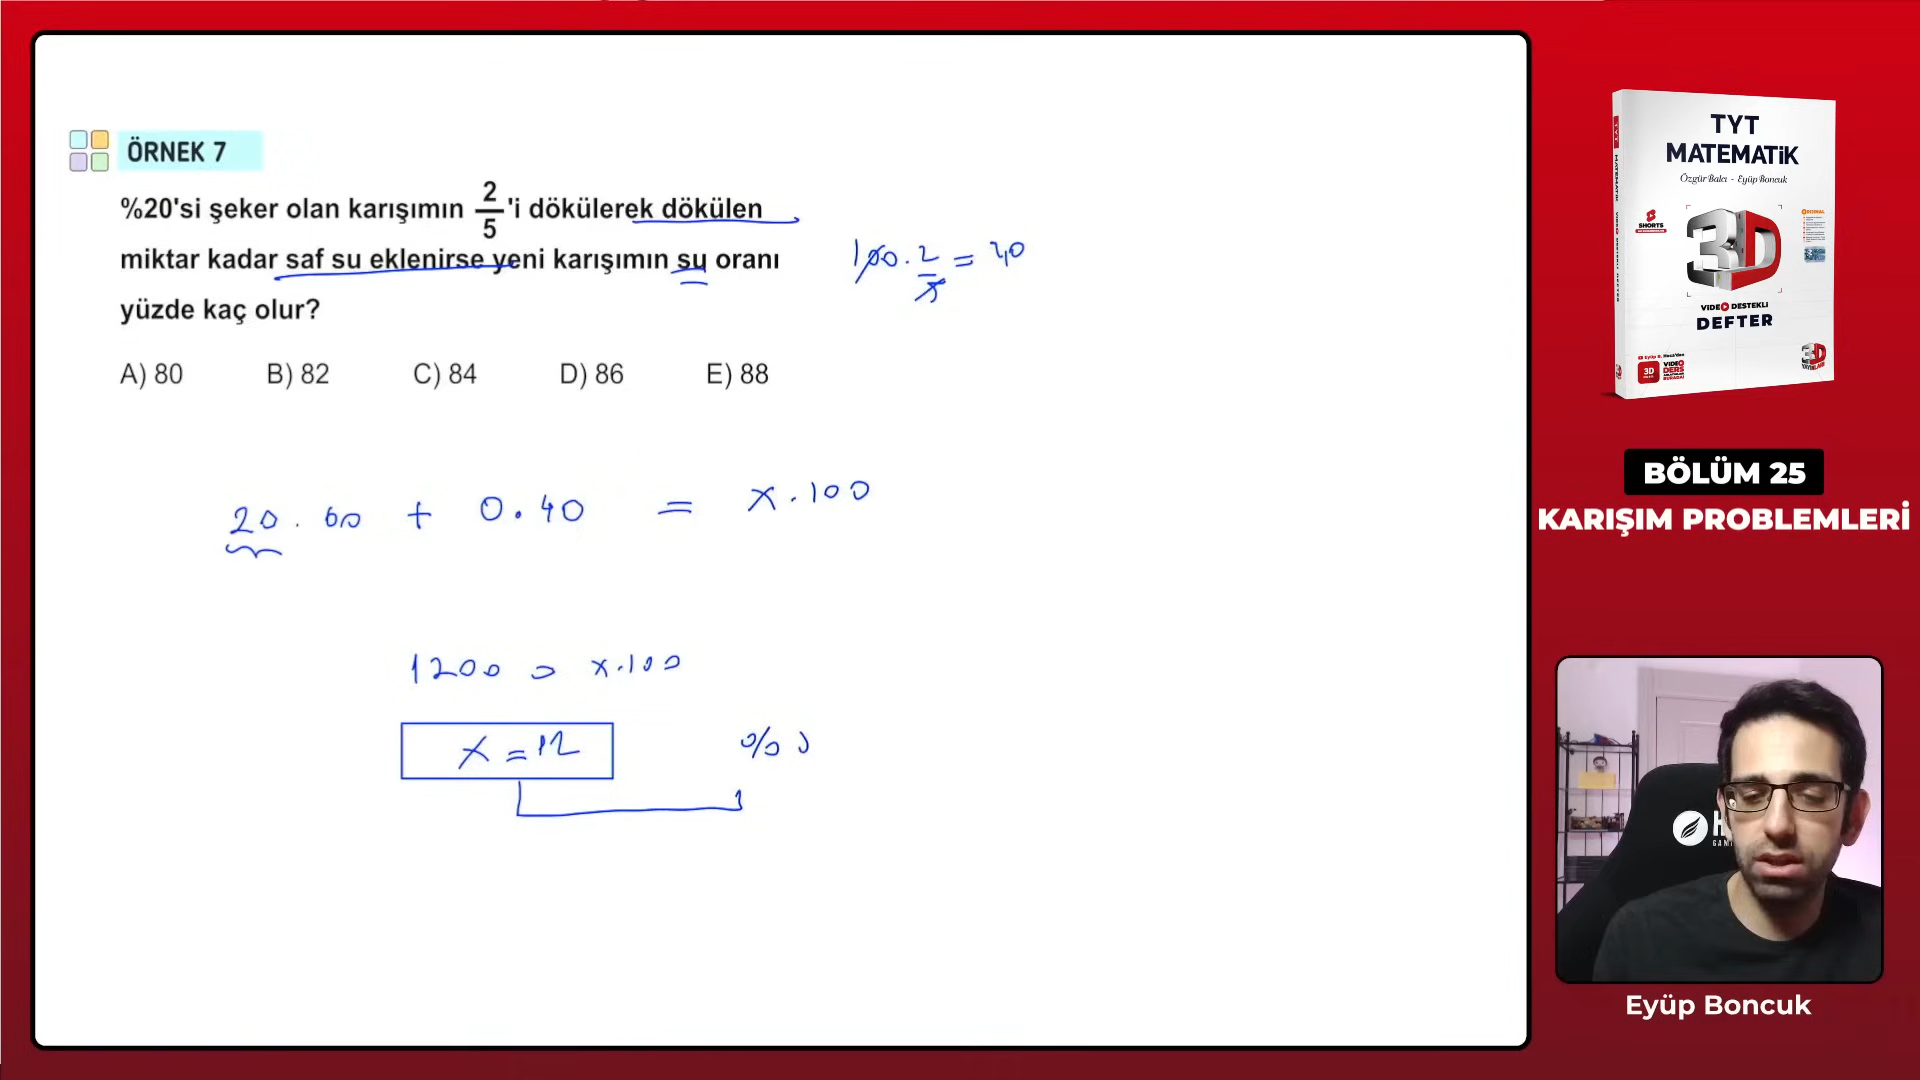 ÖRNEK 7
%20'si şeker olan karışımın 2/5 'i dökülerek dökülen
miktar kadar saf su eklenirse yeni karışımın su oranı
yüzde kaç olur?
A) 80 B) 82 C) 84 D) 86 E) 88
100 . 2/5 = 40
20 . 60 + 0.40 = x.100
1200 = x.100
x = 12
%
TYT
MATEMATİK
Özgür Balcı - Eyüp Boncuk
SHORTS
3D
VIDEO DESTEKLI
DEFTER
BÖLÜM 25
KARIŞIM PROBLEMLERİ
Eyüp Boncuk